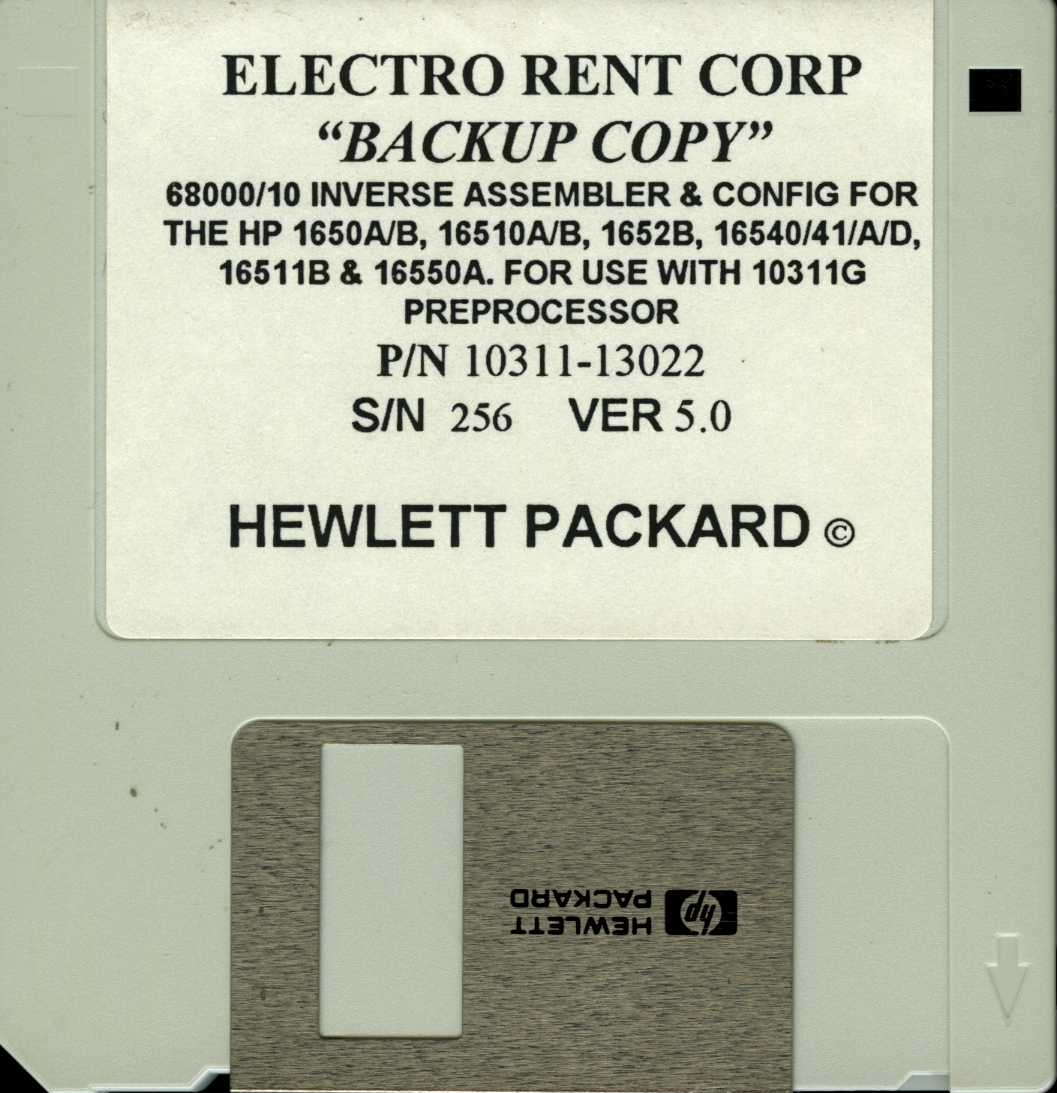 ELECTRO RENT CORP
“BACKUP COPY”
68000/10 INVERSE ASSEMBLER & CONFIG FOR
THE HP 1650A/B, 16510A/B, 1652B, 16540/41/A/D,
16511B & 16550A. FOR USE WITH 10311G
PREPROCESSOR
P/N 10311-13022
S/N 256 VER 5.0
HEWLETT PACKARD ©
hp HEWLETT
PACKARD